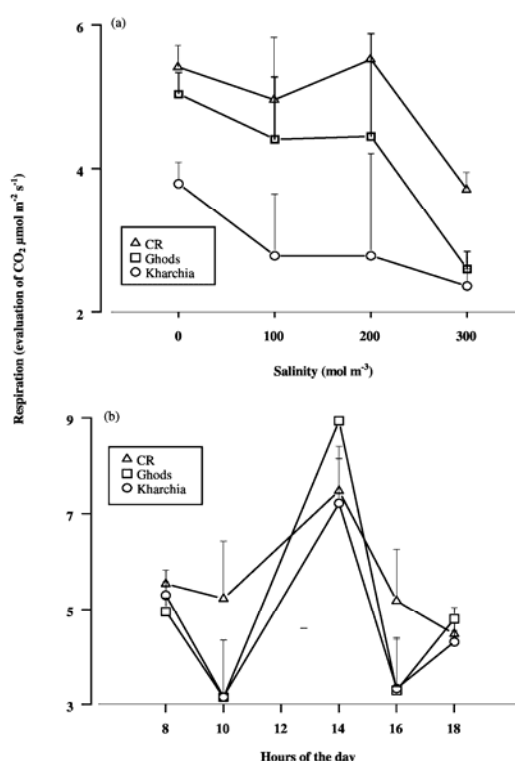 (a)
6
4
2
CR
Ghods
Kharchia
0 100 200 300
Salinity (mol m⁻³)
Respiration (evaluation of CO₂ μmol m⁻² s⁻¹)
(b)
9
7
5
3
CR
Ghods
Kharchia
8 10 12 14 16 18
Hours of the day